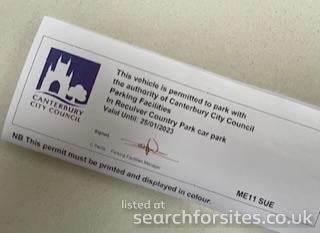 CANTERBURY
CITY COUNCIL
This vehicle is permitted to park with
the authority of Canterbury City Council
Parking Facilities
In Reculver Country Park car park
Valid Until: 25/01/2023
Signed
Parking Facilities Manager
ME11 SUE
NB This permit must be printed and displayed in colour.
listed at
searchforsites.co.uk